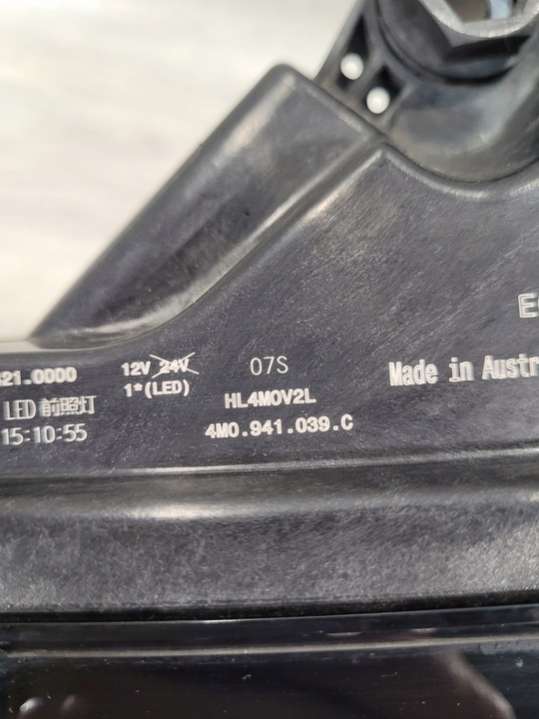 E
621.0000
12V 24V
07S
Made in Austr
1*(LED)
LED 前照灯
HL4M0V2L
15:10:55
4M0.941.039.C